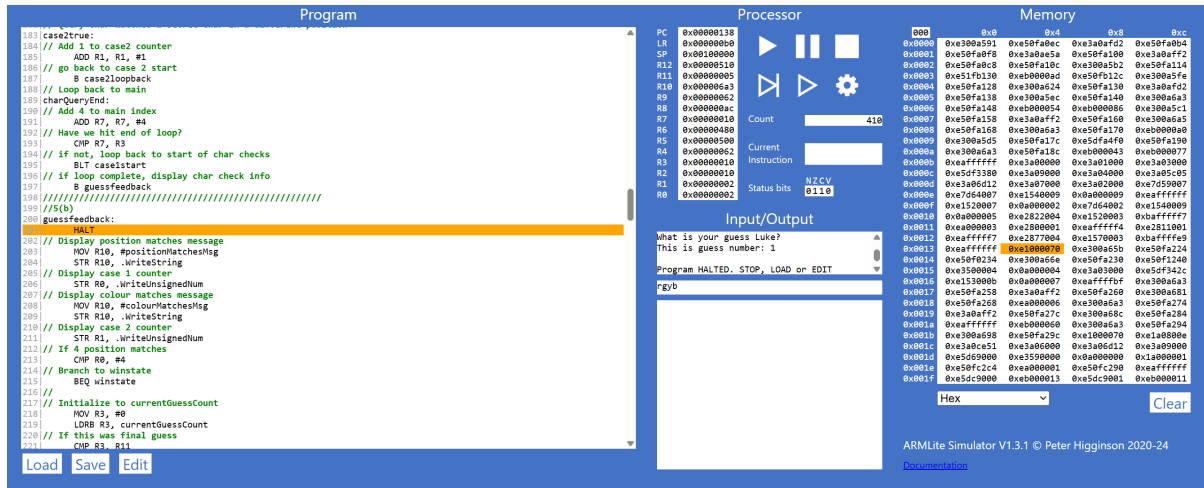 Program
183|case2true:
184|// Add 1 to case2 counter
185|      ADD R1, R1, #1
186|// go back to case 2 start
187|      B case2loopback
188|// Loop back to main
189|charQueryEnd:
190|// Add 4 to main index
191|      ADD R7, R7, #4
192|// Have we hit end of loop?
193|      CMP R7, R3
194|// if not, loop back to start of char checks
195|      BLT case1start
196|// if loop complete, display char check info
197|      B guessfeedback
198|//////////////////////////////////////////////////////
199|//5(b)
200|guessfeedback:
HALT
202|// Display position matches message
203|      MOV R10, #positionMatchesMsg
204|      STR R10, .WriteString
205|// Display case 1 counter
206|      STR R0, .WriteUnsignedNum
207|// Display colour matches message
208|      MOV R10, #colourMatchesMsg
209|      STR R10, .WriteString
210|// Display case 2 counter
211|      STR R1, .WriteUnsignedNum
212|// If 4 position matches
213|      CMP R0, #4
214|// Branch to winstate
215|      BEQ winstate
216|//
217|// Initialize to currentGuessCount
218|      MOV R3, #0
219|      LDRB R3, currentGuessCount
220|// If this was final guess
221|      CMP R3, R11
Load Save Edit
Processor
PC 0x00000138
LR 0x000000b0
SP 0x00100000
R12 0x00000510
R11 0x00000005
R10 0x000006a3
R9 0x00000062
R8 0x000000ac
R7 0x00000010
R6 0x00000480
R5 0x00000000
R4 0x00000062
R3 0x00000010
R2 0x00000010
R1 0x00000002
R0 0x00000002
Count 410
Current
Instruction
NZCV
Status bits 0110
Input/Output
What is your guess Luke?
This is guess number: 1
Program HALTED. STOP, LOAD or EDIT
rgyb
Memory
000 0x0 0x4 0x8 0xc
0x0000 0xe300a591 0xe50fa0ec 0xe3a0afd2 0xe50fa0b4
0x0001 0xe50fa0f8 0xe3a0ae5a 0xe50fa100 0xe3a0aff2
0x0002 0xe50fa0c8 0xe50fa10c 0xe300a5b2 0xe50fa114
0x0003 0xe51fb130 0xeb0000ad 0xe50fb12c 0xe300a5fe
0x0004 0xe50fa128 0xe300a624 0xe50fa130 0xe3a0afd2
0x0005 0xe50fa138 0xe300a5ec 0xe50fa140 0xe300a6a3
0x0006 0xe50fa148 0xeb000054 0xeb000086 0xe300a5c1
0x0007 0xe50fa158 0xe3a0aff2 0xe50fa160 0xe300a6a5
0x0008 0xe50fa168 0xe300a6a3 0xe50fa170 0xeb0000a0
0x0009 0xe300a5d5 0xe50fa17c 0xe5dfa4f0 0xe50fa190
0x000a 0xe300a6a3 0xe50fa18c 0xeb000043 0xeb000077
0x000b 0xeaffffff 0xe3a00000 0xe3a01000 0xe3a03000
0x000c 0xe5df3380 0xe3a09000 0xe3a04000 0xe3a05c05
0x000d 0xe3a06d12 0xe3a07000 0xe3a02000 0xe7d59007
0x000e 0xe7d64007 0xe1540009 0x0a000009 0xeaffffff
0x000f 0xe1520007 0x0a000002 0xe7d64002 0xe1540009
0x0010 0x0a000005 0xe2822004 0xe1520003 0xbafffff7
0x0011 0xea000003 0xe2800001 0xeafffff4 0xe2811001
0x0012 0xeafffff7 0xe2877004 0xe1570003 0xbaffffe9
0x0013 0xeaffffff 0xe1000070 0xe300a65b 0xe50fa224
0x0014 0xe50f0234 0xe300a66e 0xe50fa230 0xe50f1240
0x0015 0xe3500004 0x0a000004 0xe3a03000 0xe5df342c
0x0016 0xe153000b 0x0a000007 0xeaffffbf 0xe300a6a3
0x0017 0xe50fa258 0xe3a0aff2 0xe50fa260 0xe300a681
0x0018 0xe50fa268 0xea000006 0xe300a6a3 0xe50fa274
0x0019 0xe3a0aff2 0xe50fa27c 0xe300a68c 0xe50fa284
0x001a 0xeaffffff 0xeb000060 0xe300a6a3 0xe50fa294
0x001b 0xe300a698 0xe50fa29c 0xe1000070 0xe1a0800e
0x001c 0xe3a0ce51 0xe3a06000 0xe3a06d12 0xe3a09000
0x001d 0xe5d69000 0xe3590000 0x0a000000 0x1a000001
0x001e 0xe50fc2c4 0xea000001 0xe50fc290 0xeaffffff
0x001f 0xe5dc9000 0xeb000013 0xe5dc9001 0xeb000011
Hex
Clear
ARMLite Simulator V1.3.1 © Peter Higginson 2020-24
Documentation